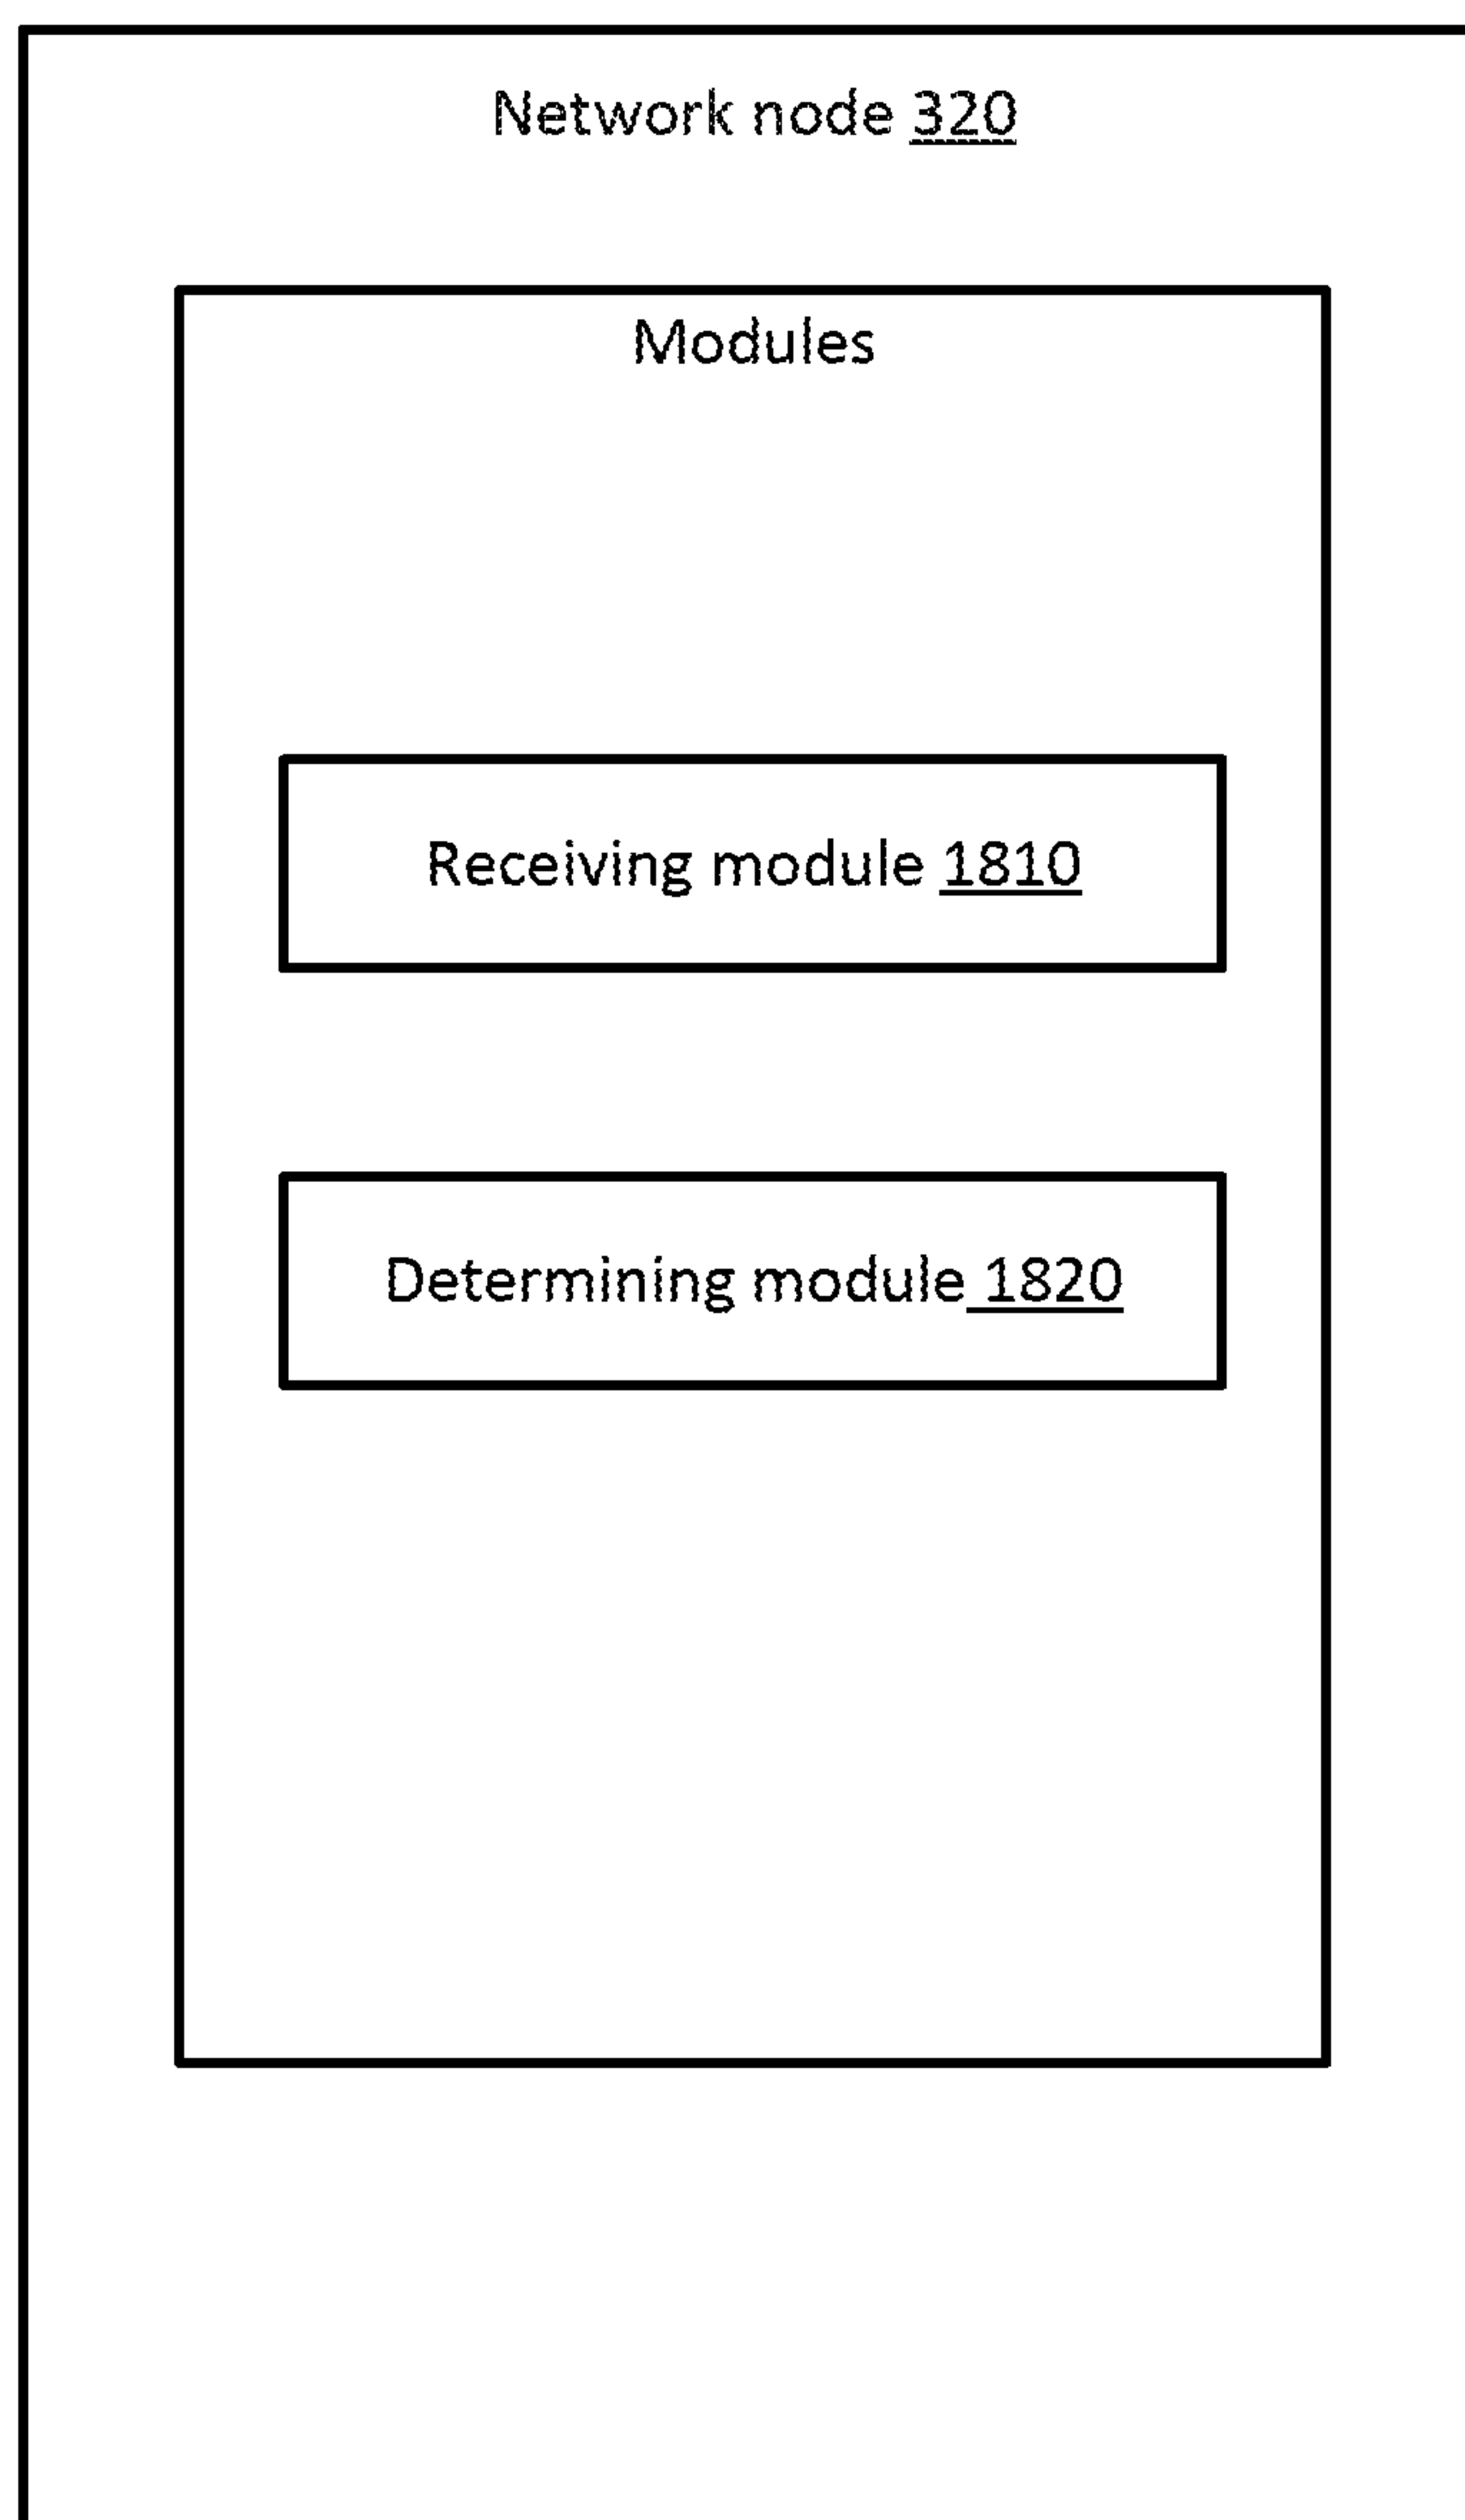 Network node 320
Modules
Receiving module 1810
Determining module 1820